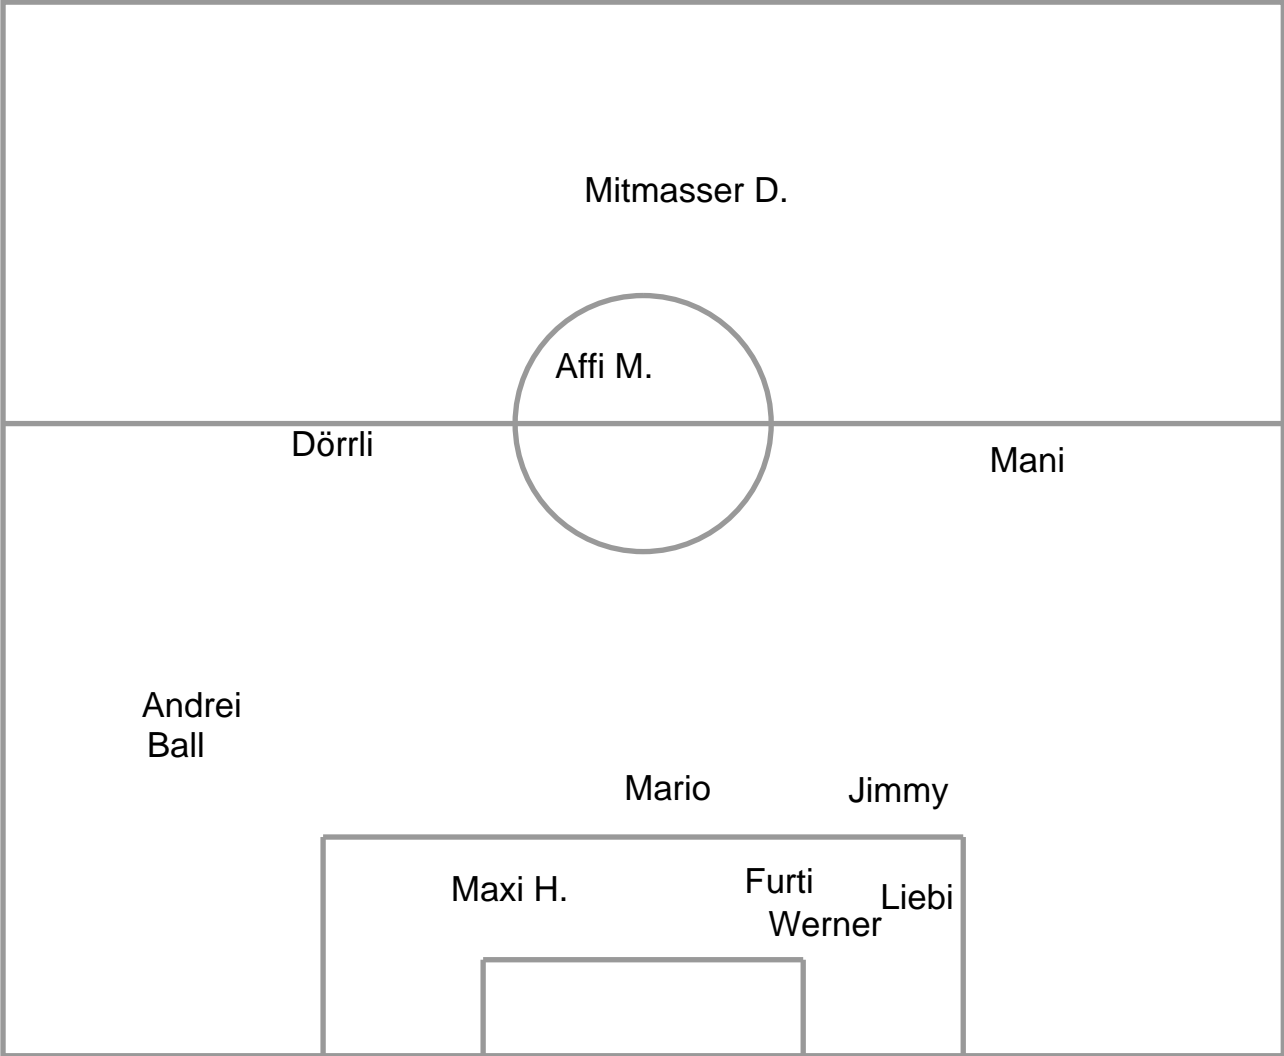 Mitmasser D.
Affi M.
Dörrli
Mani
Andrei
Ball
Mario
Jimmy
Maxi H.
Furti
Liebi
Werner